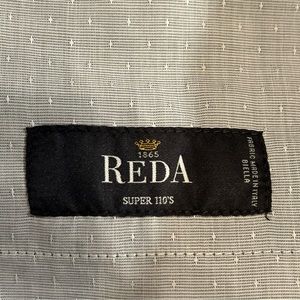 1865
REDA
SUPER 110'S
FABRIC MADE IN ITALY
BIELLA